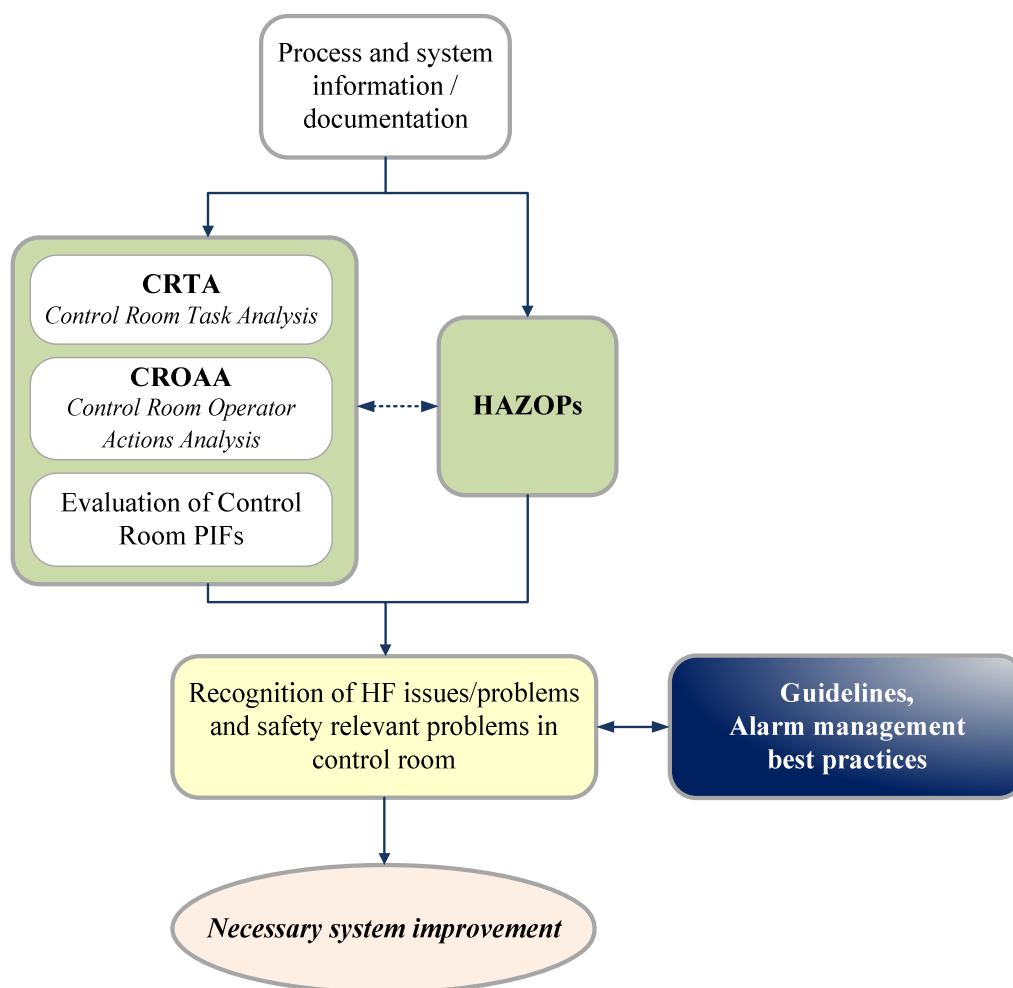 Process and system
information /
documentation
CRTA
Control Room Task Analysis
CROAA
Control Room Operator
Actions Analysis
Evaluation of Control
Room PIFs
HAZOPs
Recognition of HF issues/problems
and safety relevant problems in
control room
Guidelines,
Alarm management
best practices
Necessary system improvement